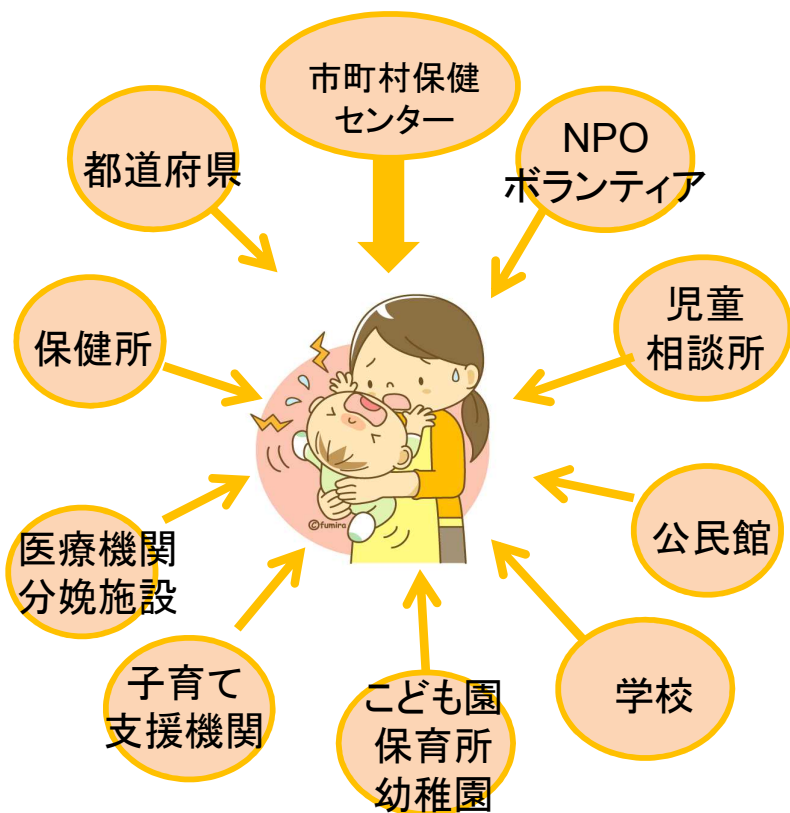 市町村保健
センター
NPO
ボランティア
都道府県
児童
相談所
保健所
公民館
医療機関
分娩施設
学校
子育て
支援機関
こども園
保育所
幼稚園
©fumira